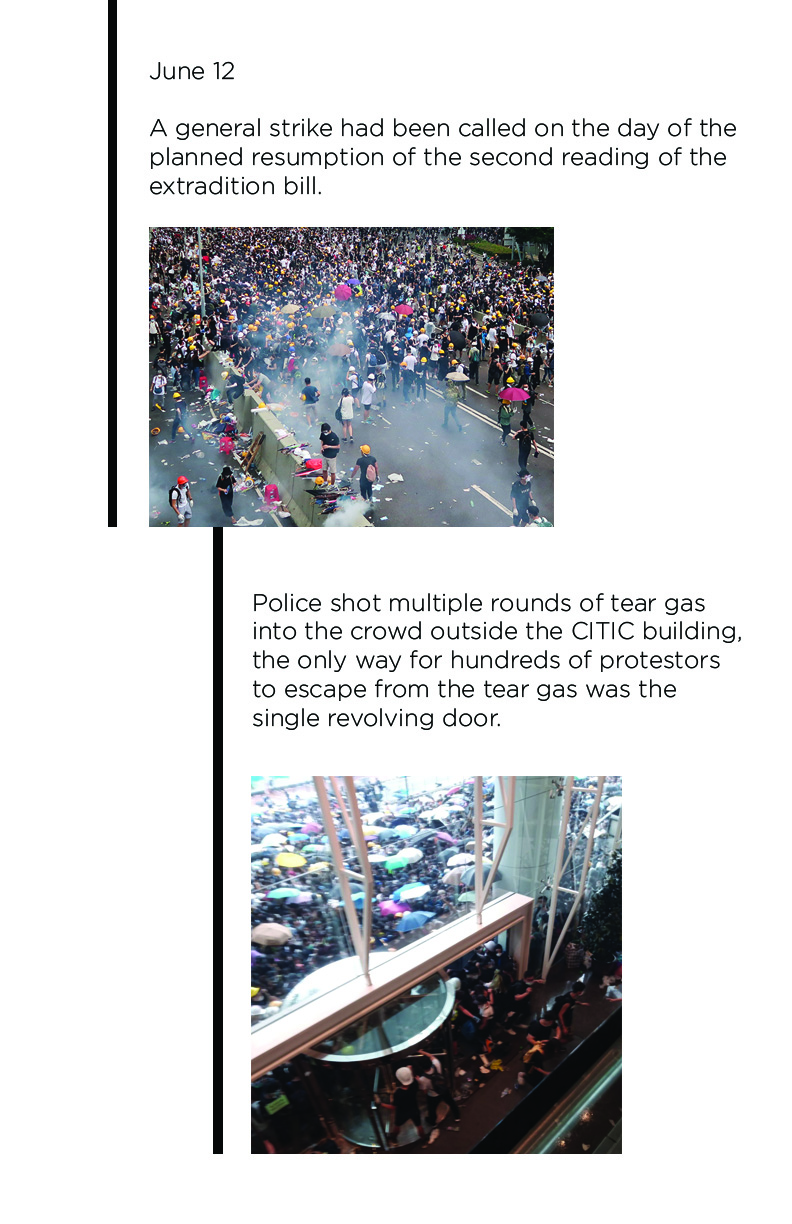 June 12
A general strike had been called on the day of the
planned resumption of the second reading of the
extradition bill.
Police shot multiple rounds of tear gas
into the crowd outside the CITIC building,
the only way for hundreds of protestors
to escape from the tear gas was the
single revolving door.